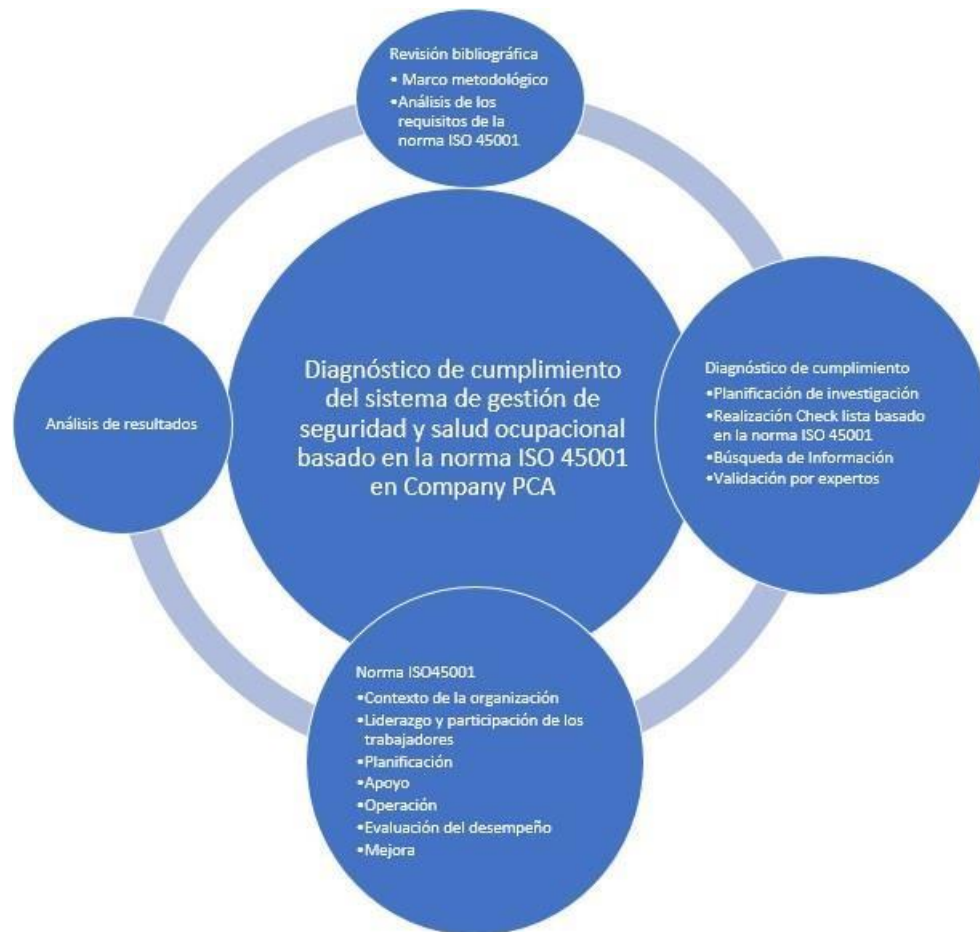 Revisión bibliográfica
• Marco metodológico
•Análisis de los
requisitos de la
norma ISO 45001
Diagnóstico de cumplimiento
del sistema de gestión de
seguridad y salud ocupacional
basado en la norma ISO 45001
en Company PCA
Diagnóstico de cumplimiento
•Planificación de investigación
•Realización Check lista basado
en la norma ISO 45001
•Búsqueda de Información
•Validación por expertos
Norma ISO45001
•Contexto de la organización
•Liderazgo y participación de los
trabajadores
•Planificación
•Apoyo
•Operación
•Evaluación del desempeño
•Mejora
Análisis de resultados